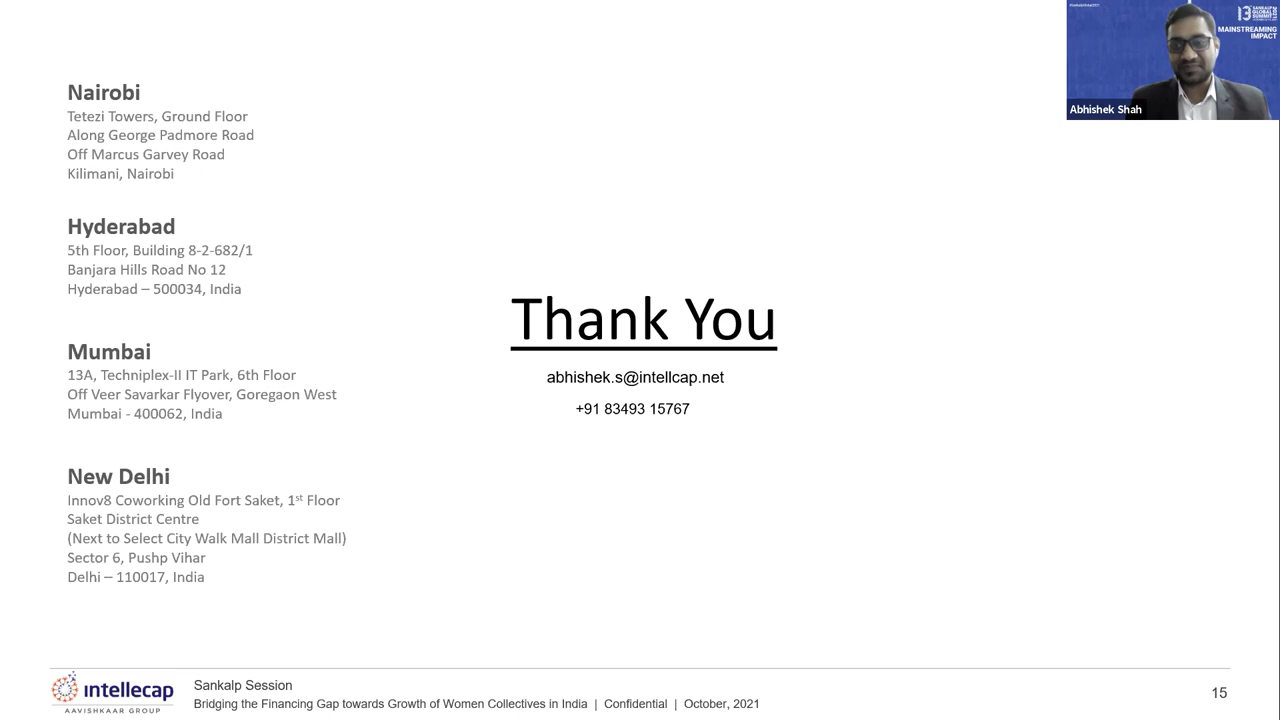 Nairobi
Tetezi Towers, Ground Floor
Along George Padmore Road
Off Marcus Garvey Road
Kilimani, Nairobi
Hyderabad
5th Floor, Building 8-2-682/1
Banjara Hills Road No 12
Hyderabad – 500034, India
Mumbai
13A, Techniplex-II IT Park, 6th Floor
Off Veer Savarkar Flyover, Goregaon West
Mumbai - 400062, India
New Delhi
Innov8 Coworking Old Fort Saket, 1st Floor
Saket District Centre
(Next to Select City Walk Mall District Mall)
Sector 6, Pushp Vihar
Delhi – 110017, India
Thank You
abhishek.s@intellcap.net
+91 83493 15767
SANKALP
GLOBAL
SUMMIT
MAINSTREAMING
IMPACT
Abhishek Shah
intellecap
AAVISHKAAR GROUP
Sankalp Session
Bridging the Financing Gap towards Growth of Women Collectives in India | Confidential | October, 2021
15